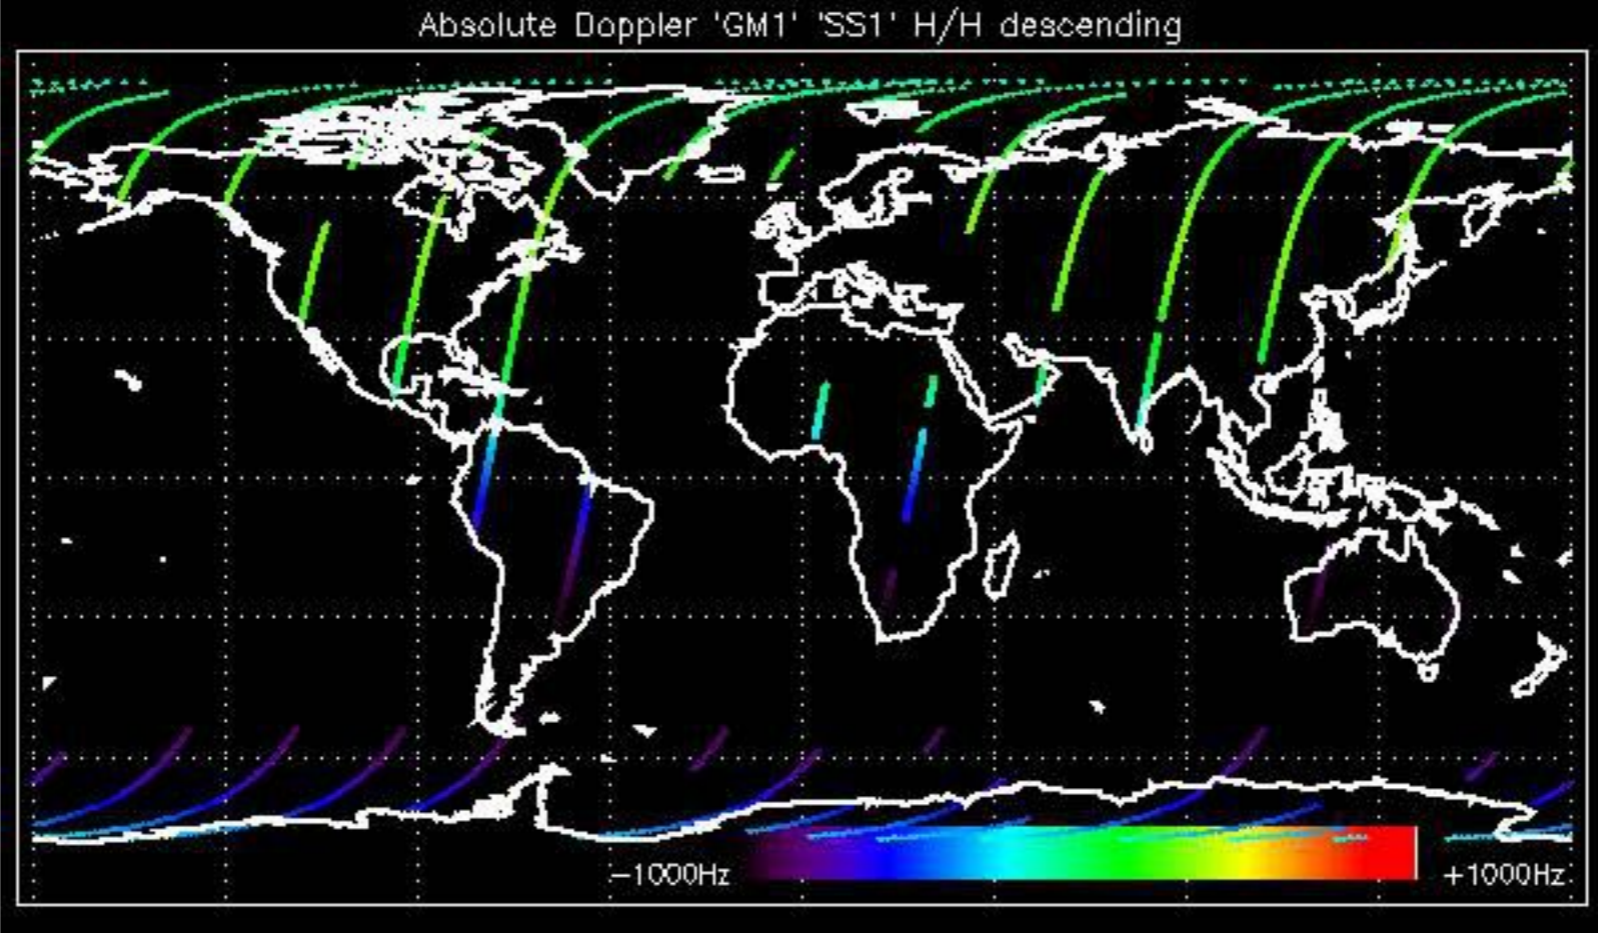 Absolute Doppler 'GM1' 'SS1' H/H descending
−1000Hz
+1000Hz